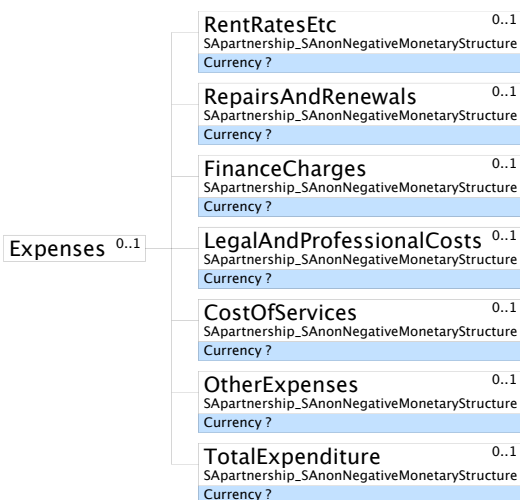 RentRatesEtc 0..1
SApartnership_SAnonNegativeMonetaryStructure
Currency ?
RepairsAndRenewals 0..1
SApartnership_SAnonNegativeMonetaryStructure
Currency ?
FinanceCharges 0..1
SApartnership_SAnonNegativeMonetaryStructure
Currency ?
Expenses 0..1
LegalAndProfessionalCosts 0..1
SApartnership_SAnonNegativeMonetaryStructure
Currency ?
CostOfServices 0..1
SApartnership_SAnonNegativeMonetaryStructure
Currency ?
OtherExpenses 0..1
SApartnership_SAnonNegativeMonetaryStructure
Currency ?
TotalExpenditure 0..1
SApartnership_SAnonNegativeMonetaryStructure
Currency ?